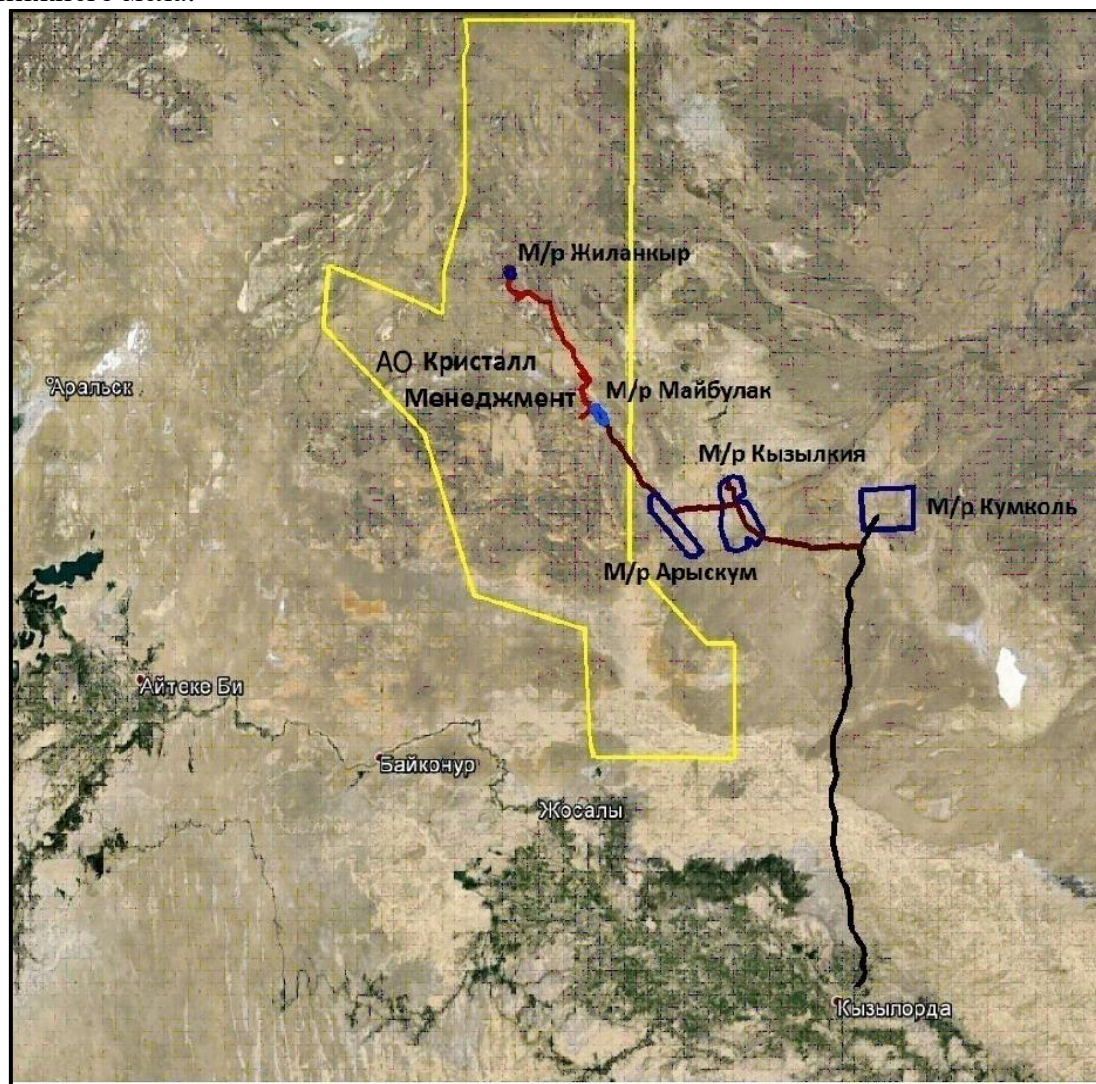 М/р Жиланкыр
АО Кристалл
Менеджмент
М/р Майбулак
Аральск
М/р Кызылкия
М/р Кумколь
М/р Арыскум
Айтеке Би
Байконур
Жосалы
Кызылорда